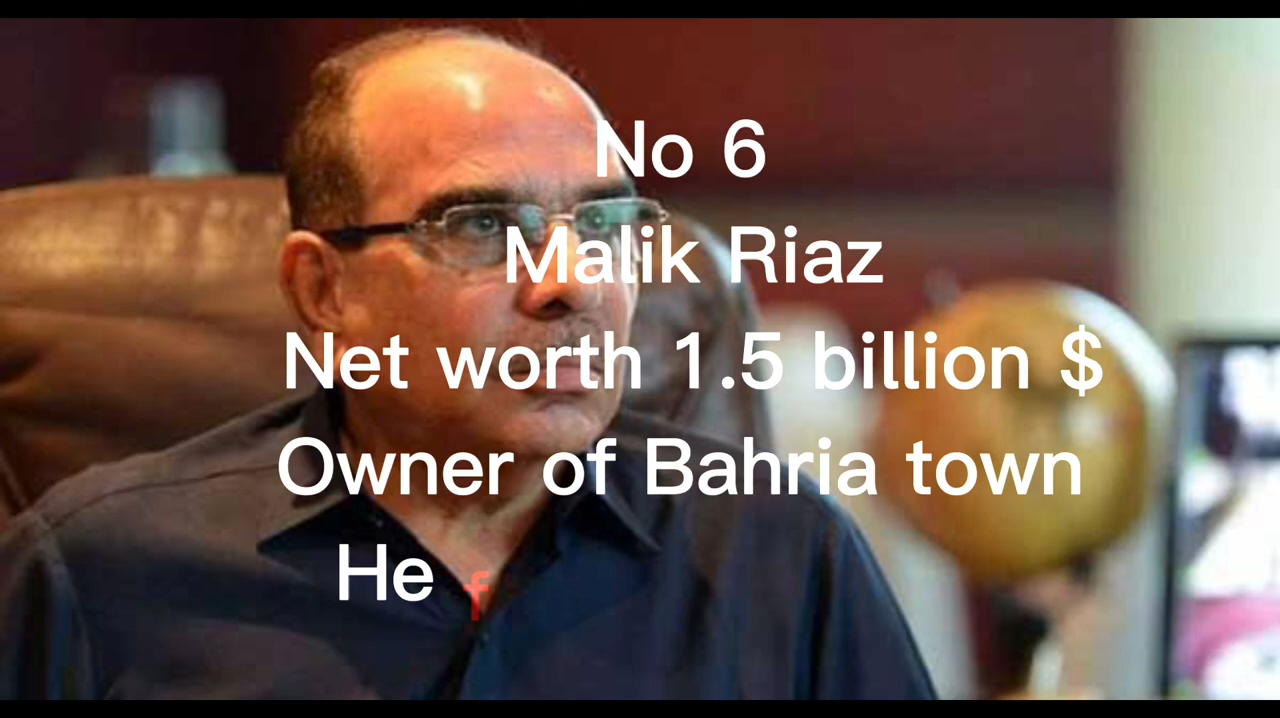 No 6
Malik Riaz
Net worth 1.5 billion $
Owner of Bahria town
He f